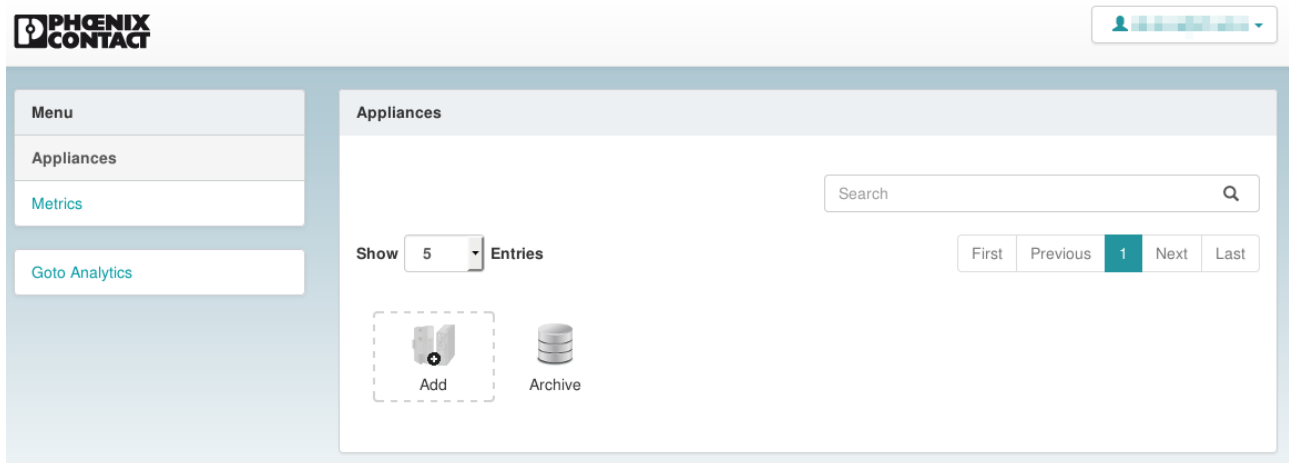 PHŒNIX
CONTACT
Menu
Appliances
Metrics
Goto Analytics
Appliances
Search
Show 5 Entries
First Previous 1 Next Last
Add
Archive